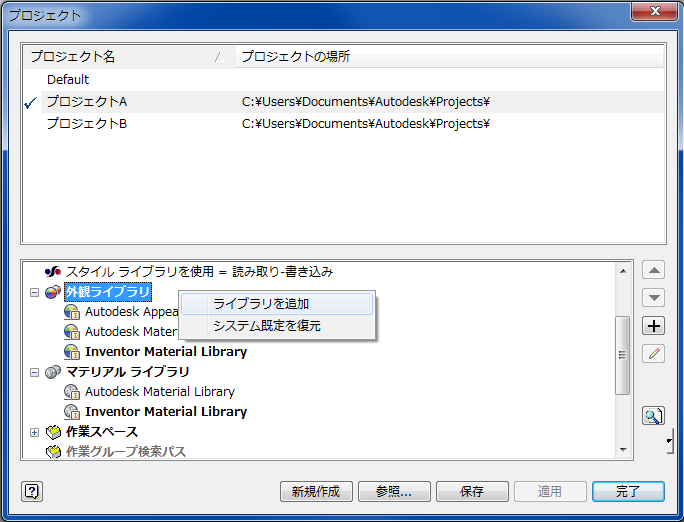 プロジェクト
プロジェクト名 プロジェクトの場所
Default
プロジェクトA C:¥Users¥Documents¥Autodesk¥Projects¥
プロジェクトB C:¥Users¥Documents¥Autodesk¥Projects¥
スタイル ライブラリを使用 = 読み取り-書き込み
外観ライブラリ
ライブラリを追加
システム既定を復元
Autodesk Appea
Autodesk Mater
Inventor Material Library
マテリアル ライブラリ
Autodesk Material Library
Inventor Material Library
作業スペース
作業グループ検索パス
新規作成 参照... 保存 適用 完了